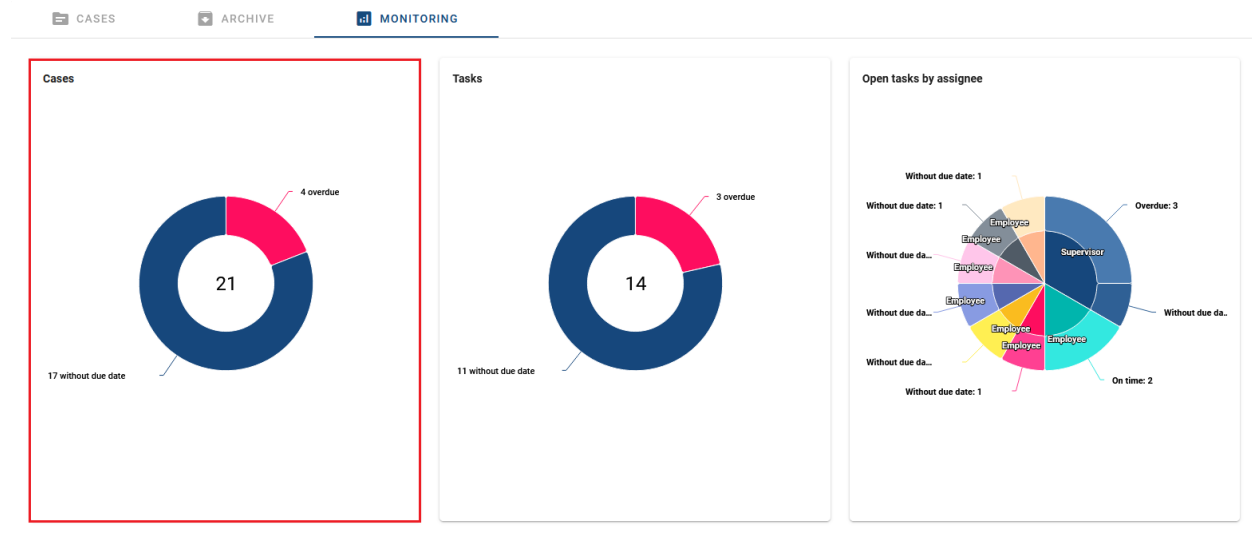 CASES
ARCHIVE
MONITORING
Cases
4 overdue
21
17 without due date
Tasks
3 overdue
14
11 without due date
Open tasks by assignee
Without due date: 1
Without due date: 1
Overdue: 3
Employee
Employee
Supervisor
Without due da...
Employee
Employee
Without due da...
Without due da..
Employee
Employee
Employee
Without due da...
On time: 2
Without due date: 1